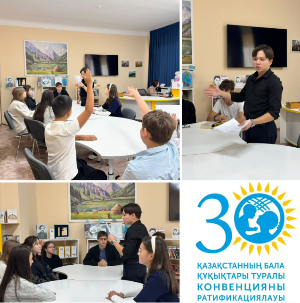 30
ҚАЗАҚСТАННЫҢ БАЛА
ҚҰҚЫҚТАРЫ ТУРАЛЫ
КОНВЕНЦИЯНЫ
РАТИФИКАЦИЯЛАУЫ